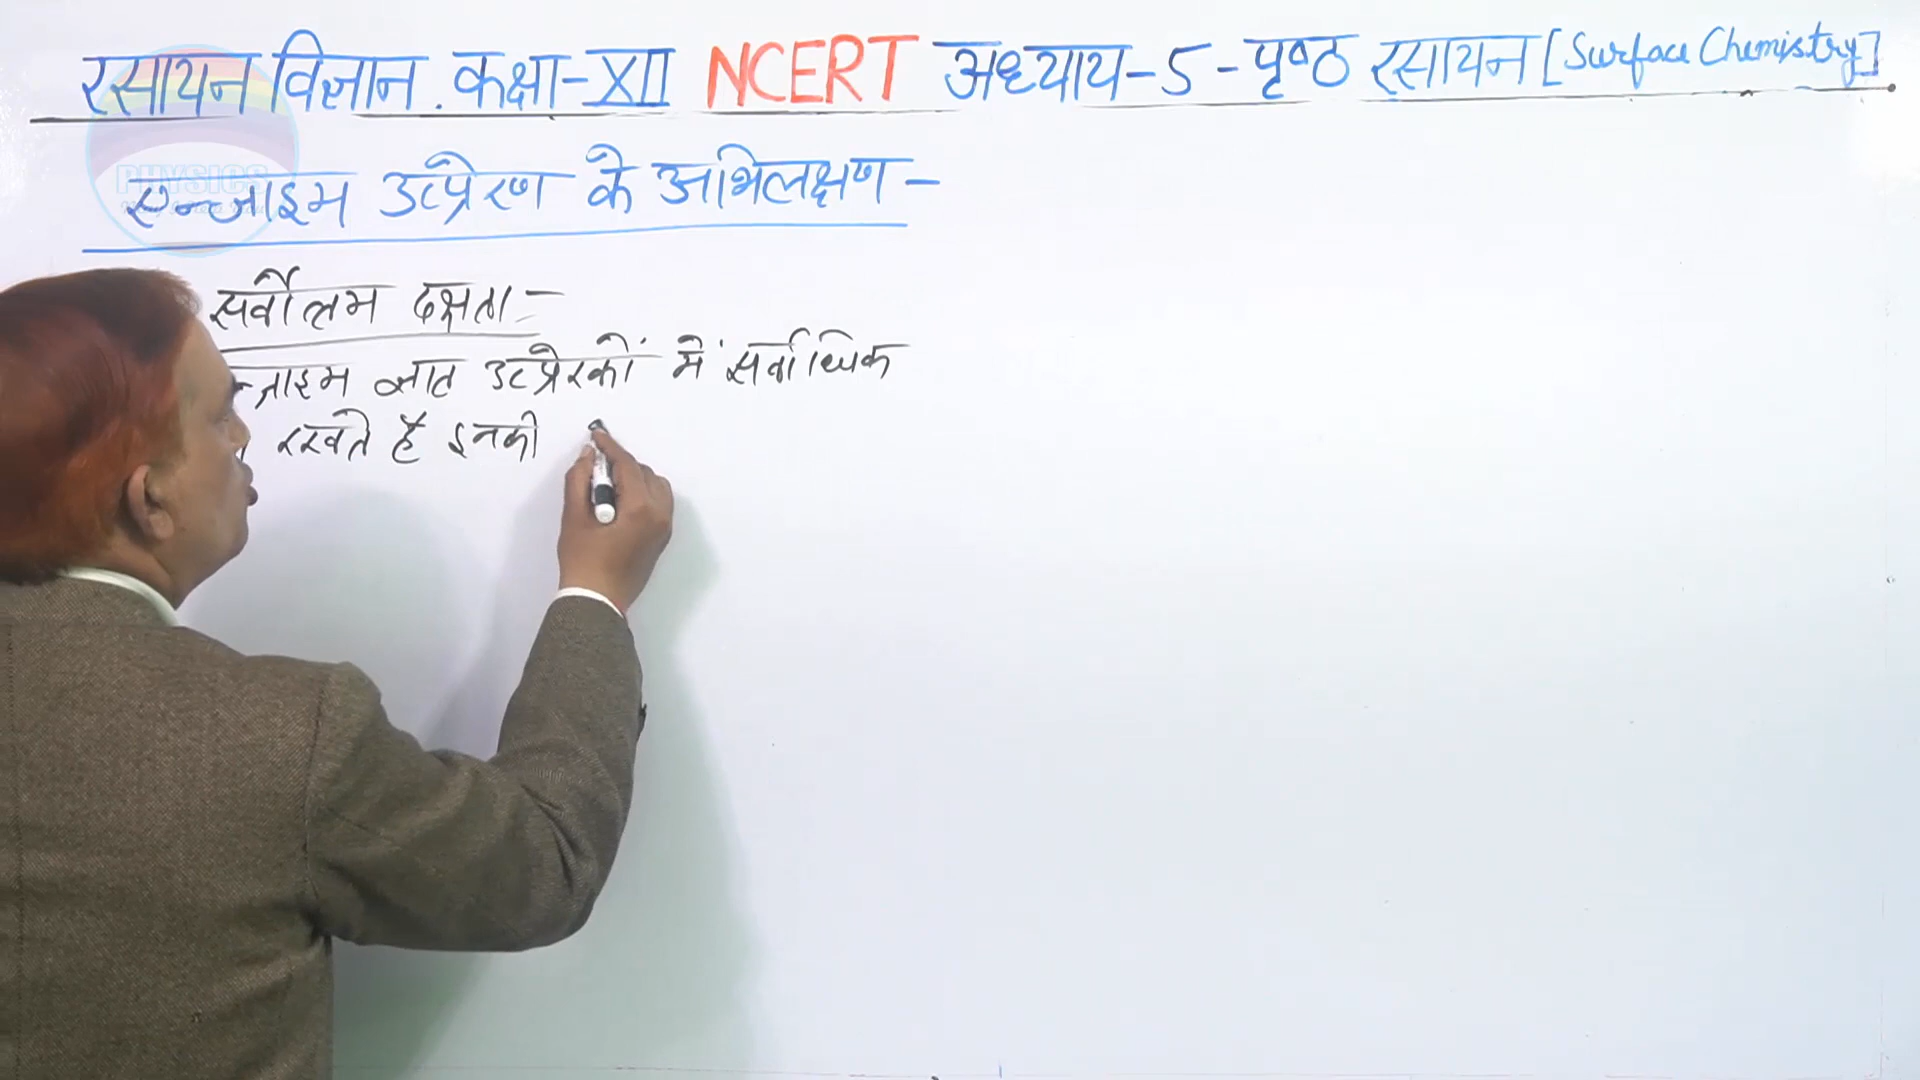 रसायन विज्ञान . कक्षा-XII NCERT अध्याय-5-पृष्ठ रसायन [Surface Chemistry]
PHYSICS
एन्जाइम उत्प्रेरण के अभिलक्षण-
सर्वोत्तम दक्षता:-
न्जाइम ज्ञात उत्प्रेरकों में सर्वाधिक
रखते हैं इनकी